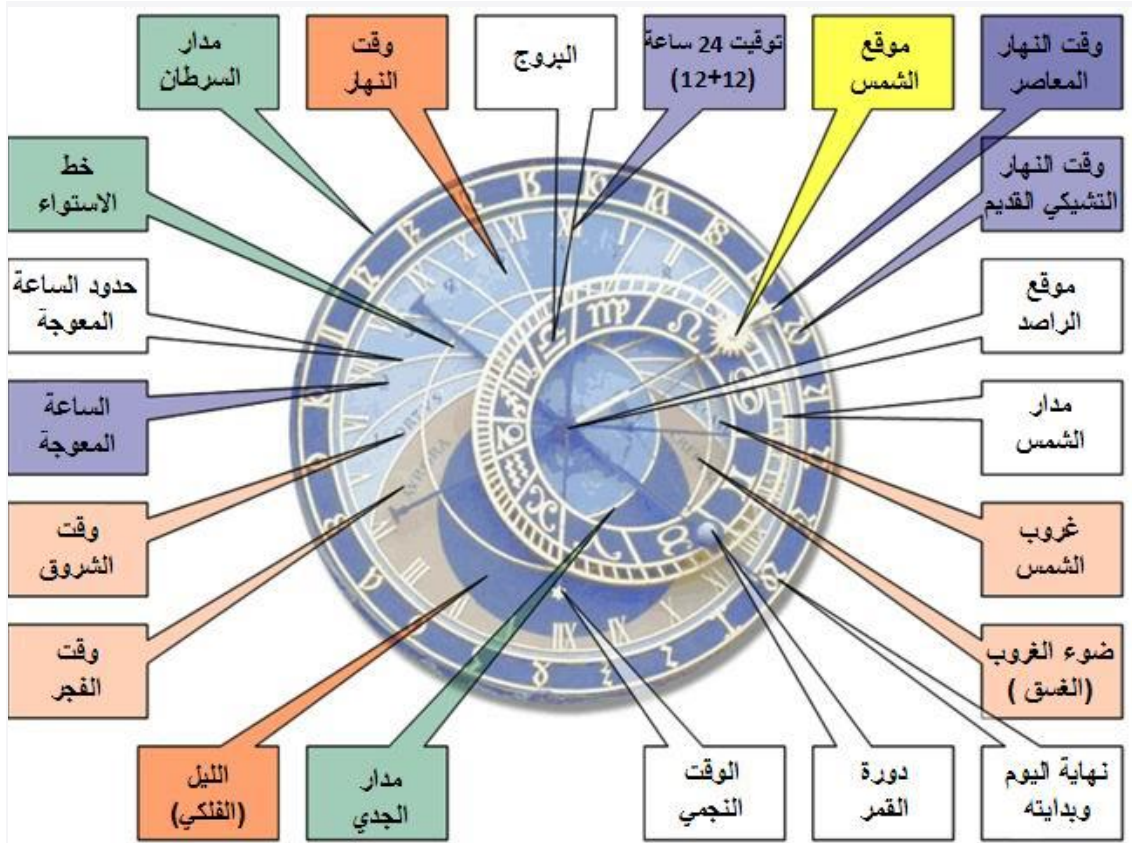 مدار
السرطان
وقت
النهار
البروج
توقيت 24 ساعة
(12+12)
موقع
الشمس
وقت النهار
المعاصر
خط
الاستواء
وقت النهار
التشيكي القديم
حدود الساعة
المعوجة
موقع
الراصد
الساعة
المعوجة
مدار
الشمس
وقت
الشروق
غروب
الشمس
وقت
الفجر
ضوء الغروب
(الغسق )
الليل
(الفلكي)
مدار
الجدي
الوقت
النجمي
دورة
القمر
نهاية اليوم
وبدايته